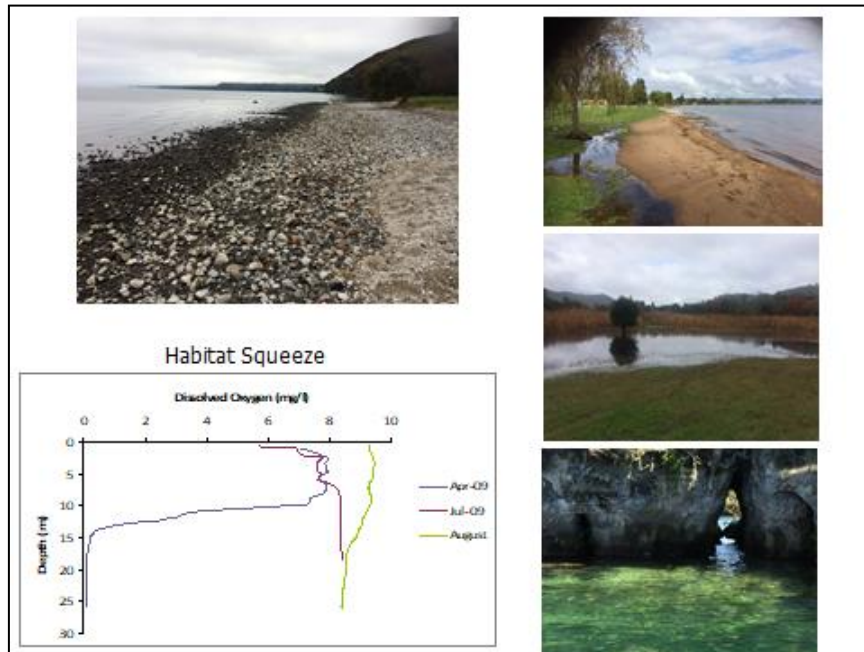 Habitat Squeeze
Dissolved Oxygen (mg/l)
0 2 4 6 8 10
0
5
10
15
20
25
30
Depth (m)
Apr-09
Jul-09
August